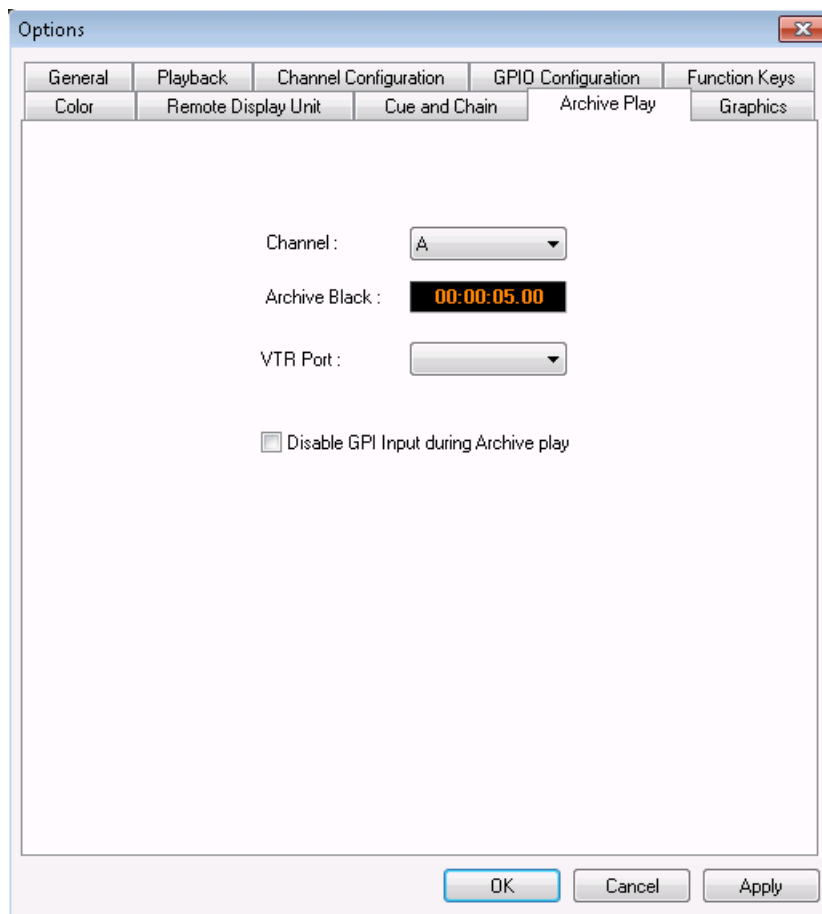 Options
General Playback Channel Configuration GPIO Configuration Function Keys
Color Remote Display Unit Cue and Chain Archive Play Graphics
Channel : A
Archive Black : 00:00:05.00
VTR Port :
Disable GPI Input during Archive play
OK Cancel Apply